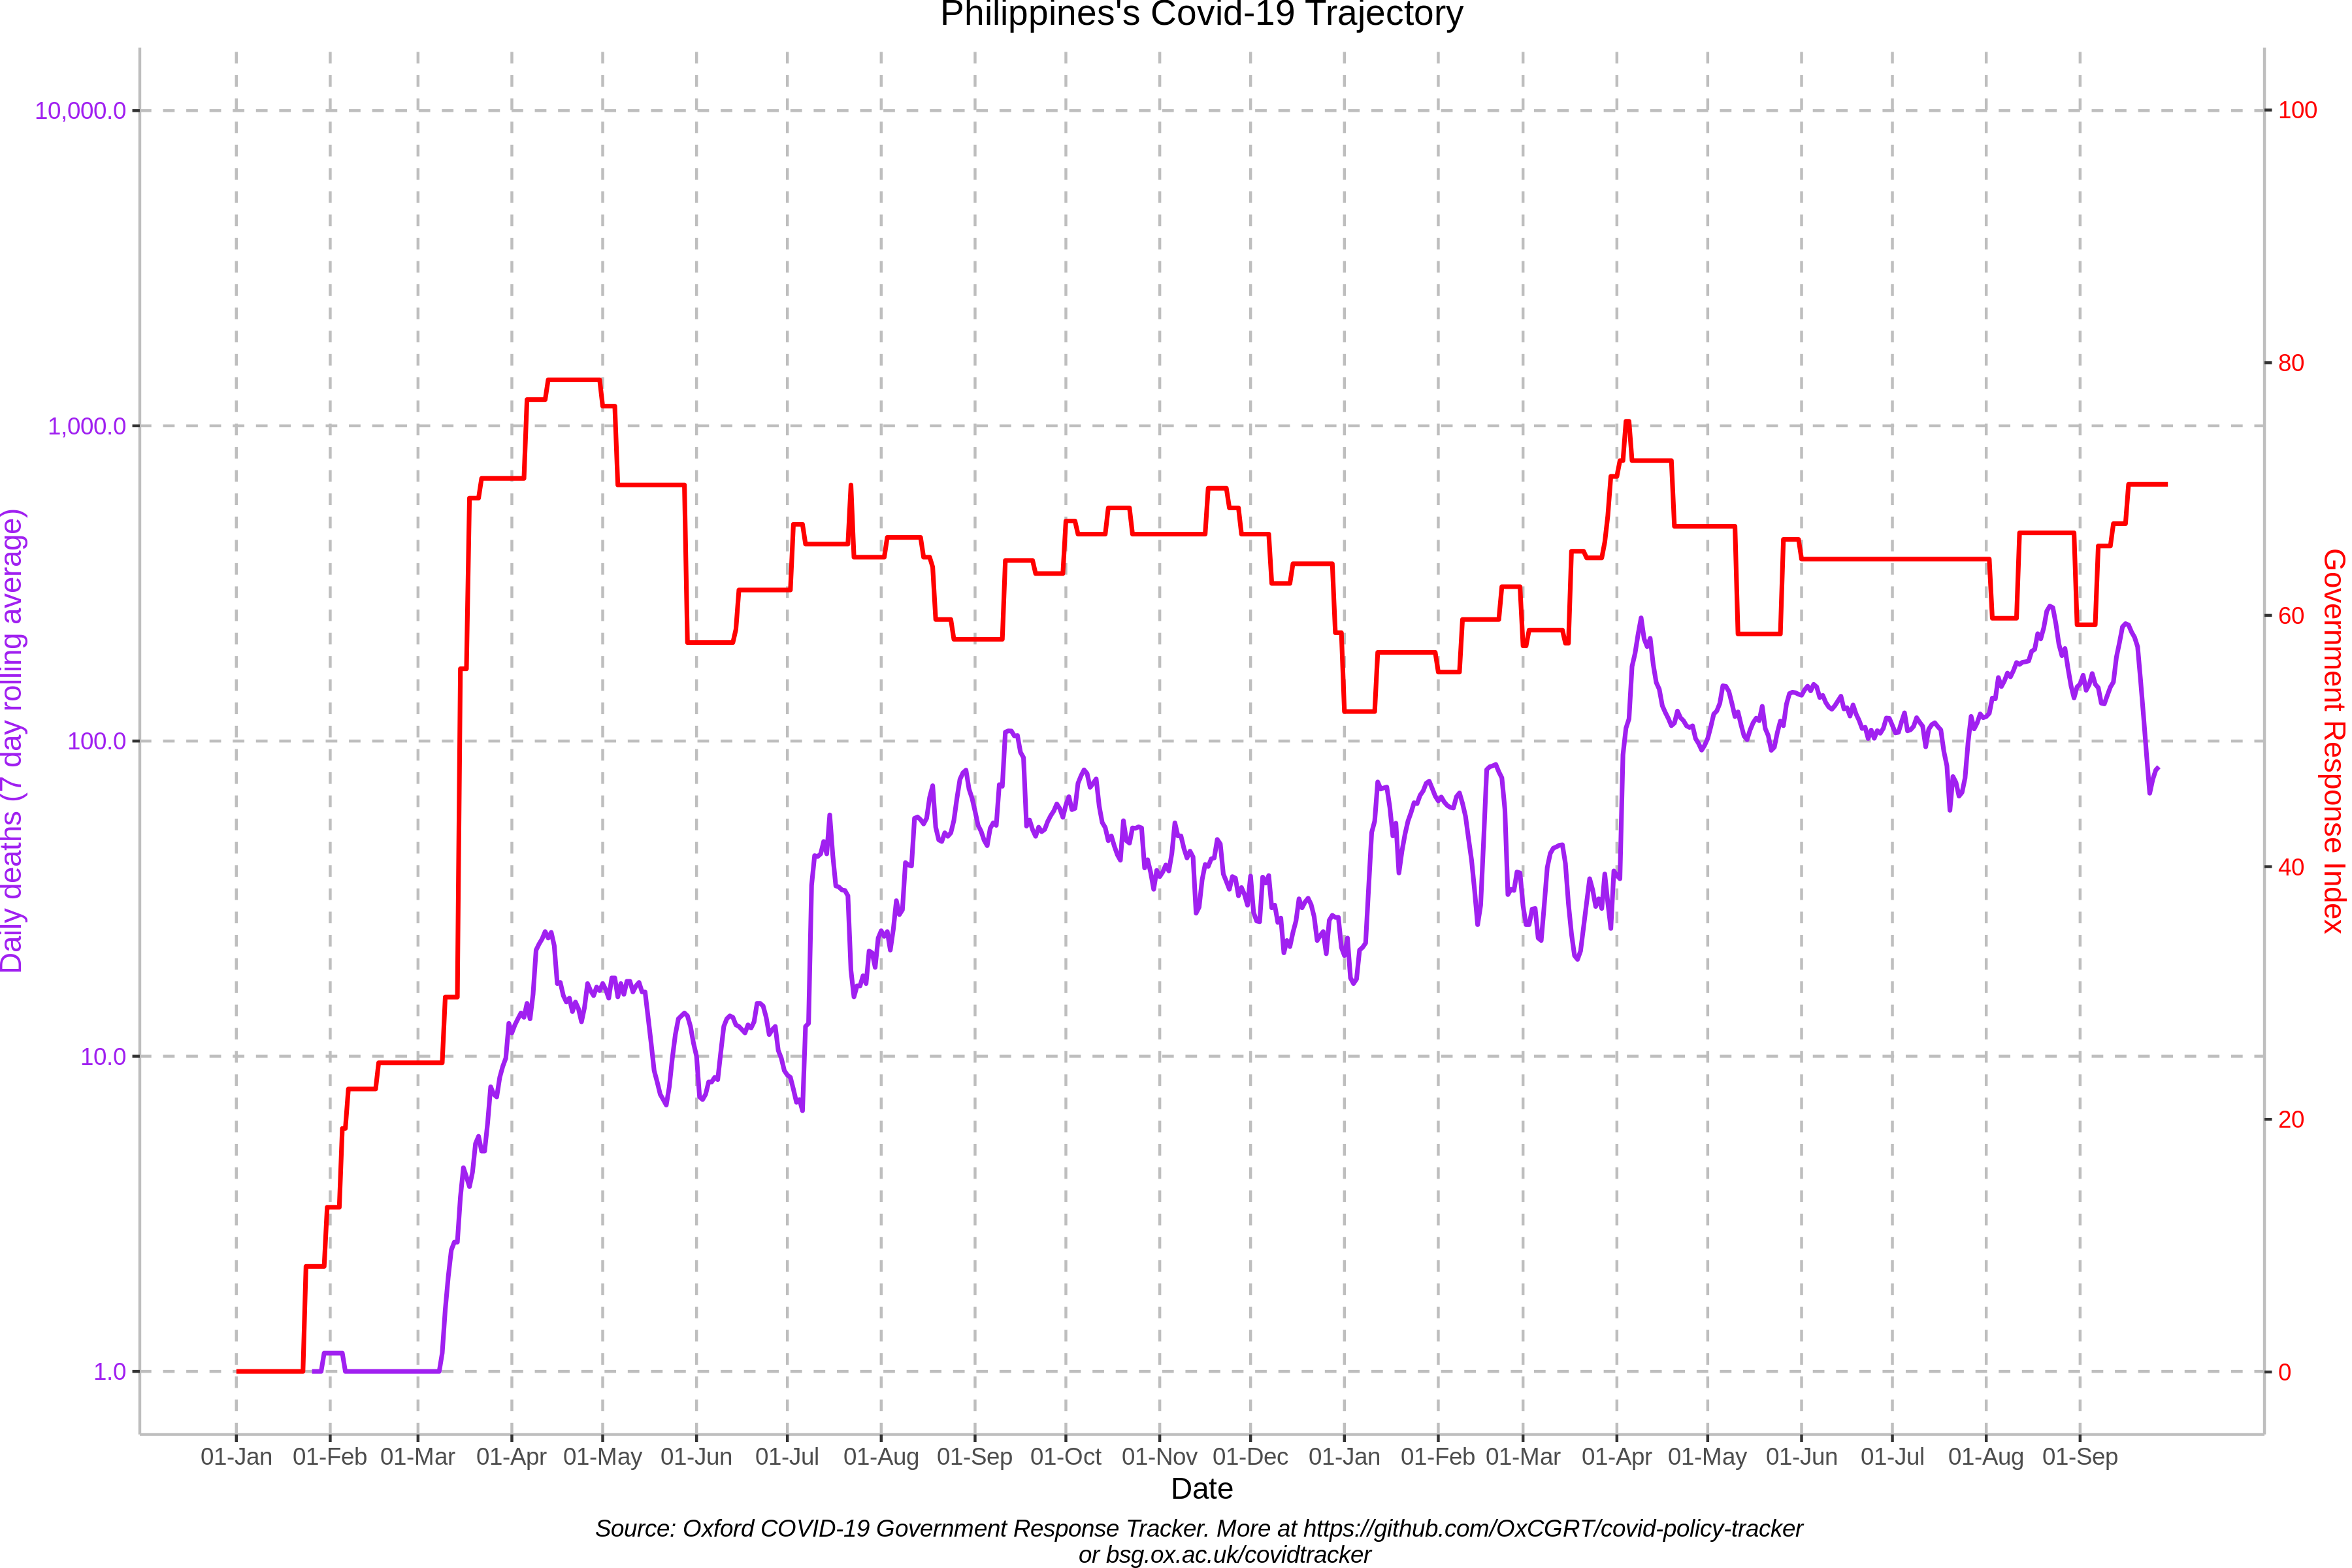 Philippines's Covid-19 Trajectory
10,000.0
1,000.0
100.0
10.0
1.0
Daily deaths (7 day rolling average)
100
80
60
40
20
0
Government Response Index
01-Jan 01-Feb 01-Mar 01-Apr 01-May 01-Jun 01-Jul 01-Aug 01-Sep 01-Oct 01-Nov 01-Dec 01-Jan 01-Feb 01-Mar 01-Apr 01-May 01-Jun 01-Jul 01-Aug 01-Sep
Date
Source: Oxford COVID-19 Government Response Tracker. More at https://github.com/OxCGRT/covid-policy-tracker
or bsg.ox.ac.uk/covidtracker